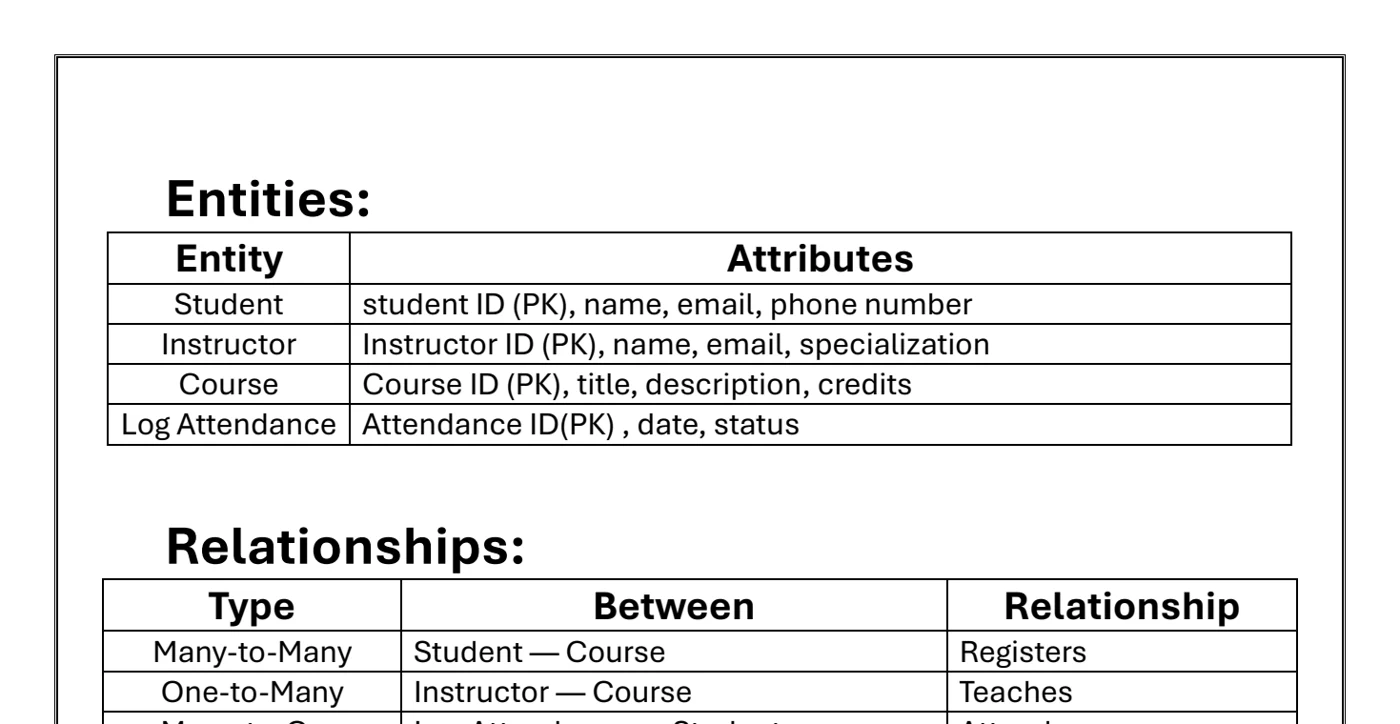 Entities:
Entity Attributes
Student student ID (PK), name, email, phone number
Instructor Instructor ID (PK), name, email, specialization
Course Course ID (PK), title, description, credits
Log Attendance Attendance ID(PK) , date, status
Relationships:
Type Between Relationship
Many-to-Many Student — Course Registers
One-to-Many Instructor — Course Teaches